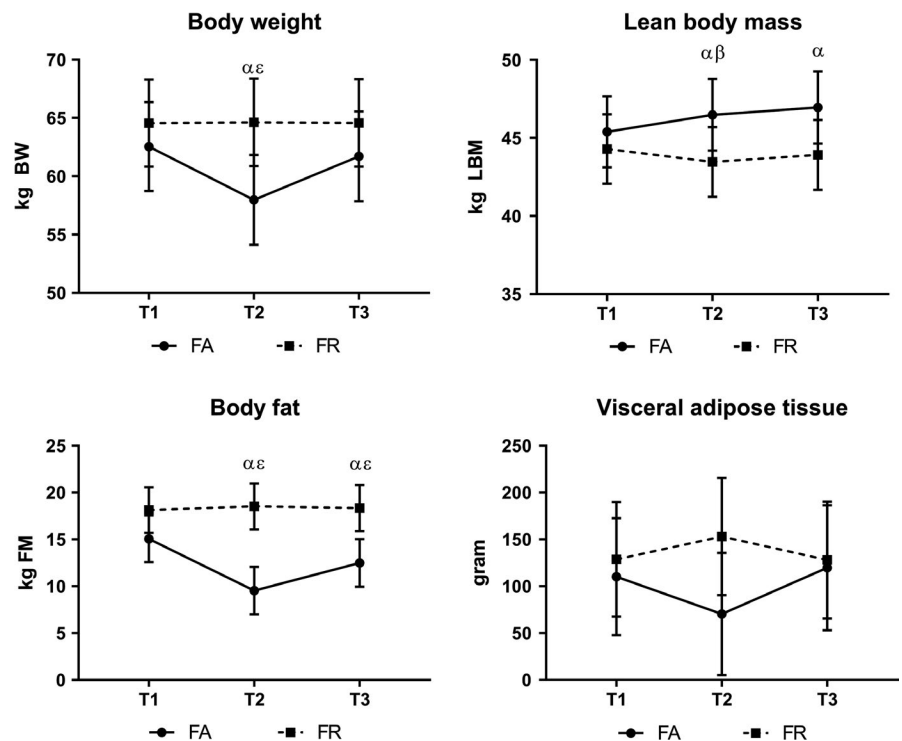 Body weight
αε
70
65
60
55
50
kg BW
T1 T2 T3
FA FR
Lean body mass
αβ α
50
45
40
35
kg LBM
T1 T2 T3
FA FR
Body fat
αε αε
25
20
15
10
5
0
kg FM
T1 T2 T3
FA FR
Visceral adipose tissue
250
200
150
100
50
0
gram
T1 T2 T3
FA FR